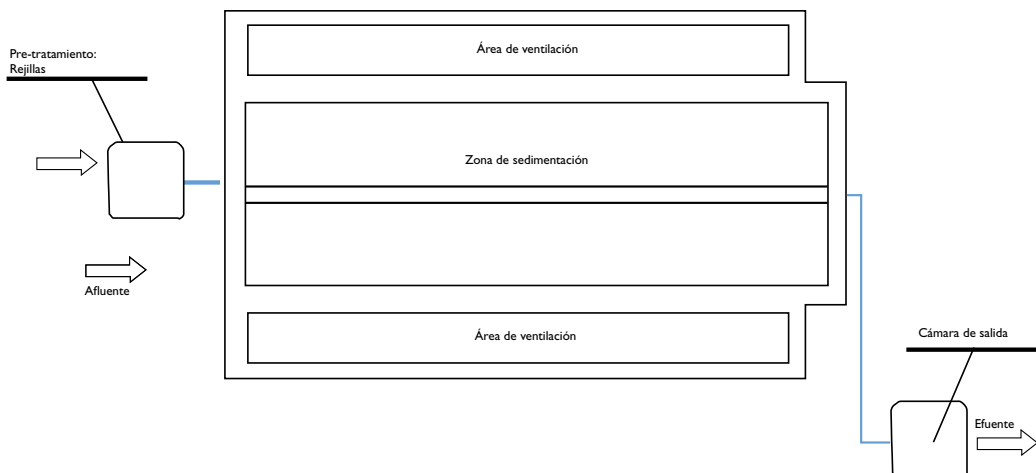 Pre-tratamiento:
Rejillas
Área de ventilación
Zona de sedimentación
Afluente
Área de ventilación
Cámara de salida
Efuente